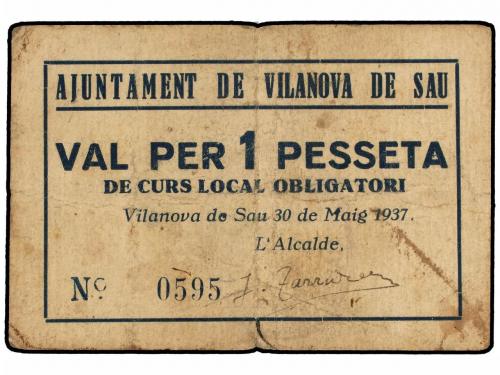 AJUNTAMENT DE VILANOVA DE SAU
VAL PER 1 PESSETA
DE CURS LOCAL OBLIGATORI
Vilanova de Sau 30 de Maig 1937.
L'Alcalde,
Nº 0595